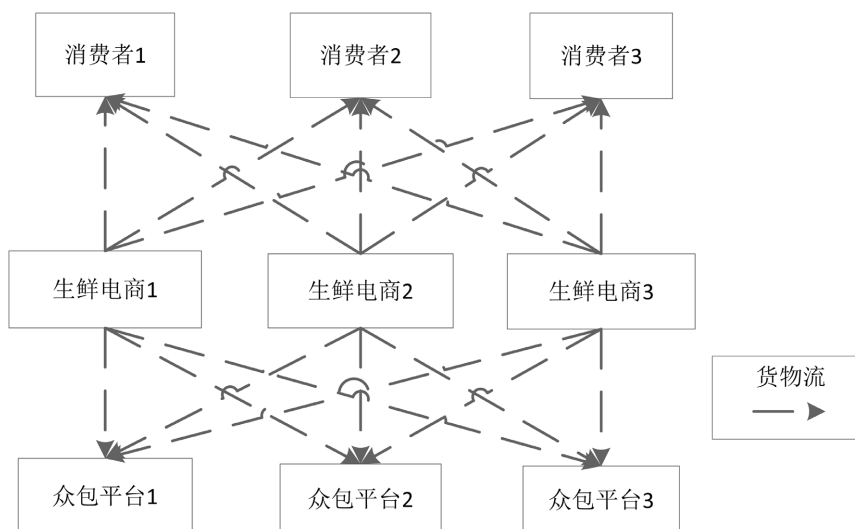 消费者1
消费者2
消费者3
生鲜电商1
生鲜电商2
生鲜电商3
货物流
众包平台1
众包平台2
众包平台3